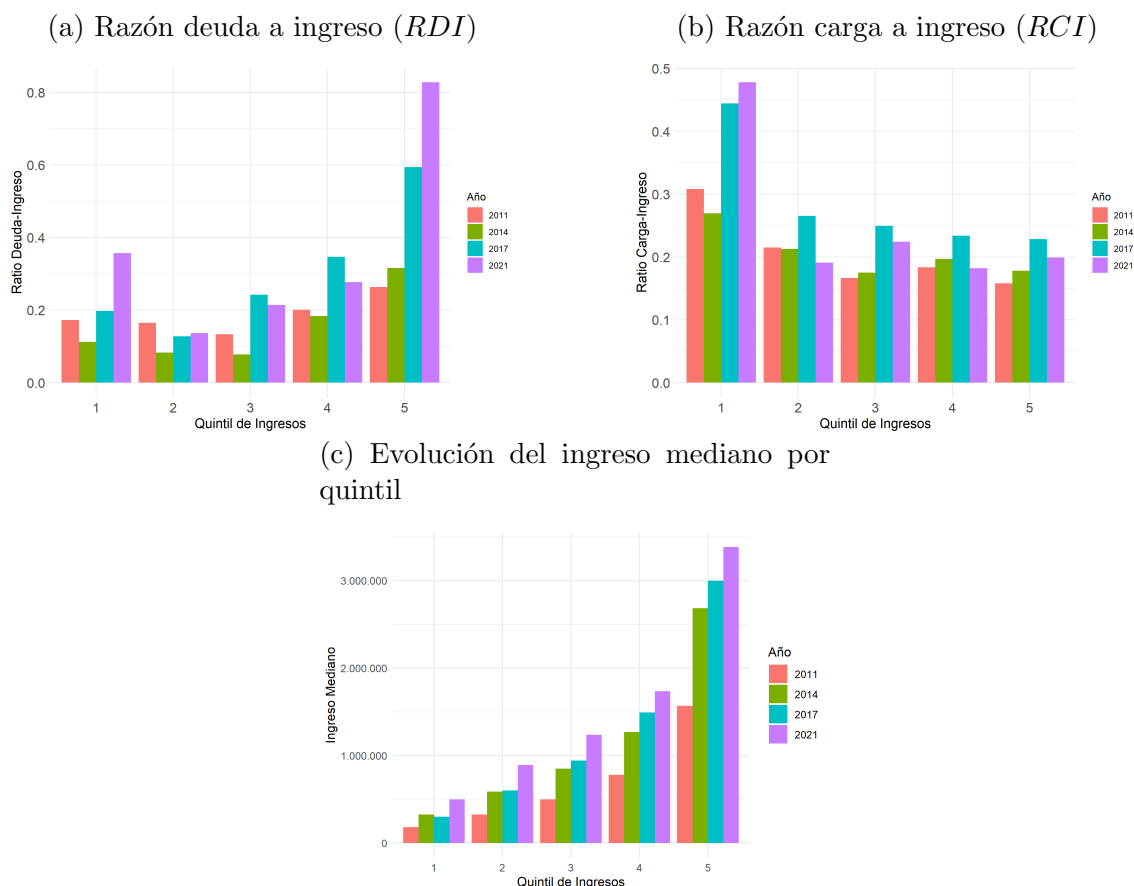 (a) Razón deuda a ingreso (RDI)
Ratio Deuda-Ingreso
0.8
0.6
0.4
0.2
0.0
1 2 3 4 5
Quintil de Ingresos
Año
2011
2014
2017
2021
(b) Razón carga a ingreso (RCI)
Ratio Carga-Ingreso
0.5
0.4
0.3
0.2
0.1
0.0
1 2 3 4 5
Quintil de Ingresos
Año
2011
2014
2017
2021
(c) Evolución del ingreso mediano por
quintil
Ingreso Mediano
3.000.000
2.000.000
1.000.000
0
1 2 3 4 5
Quintil de Ingresos
Año
2011
2014
2017
2021